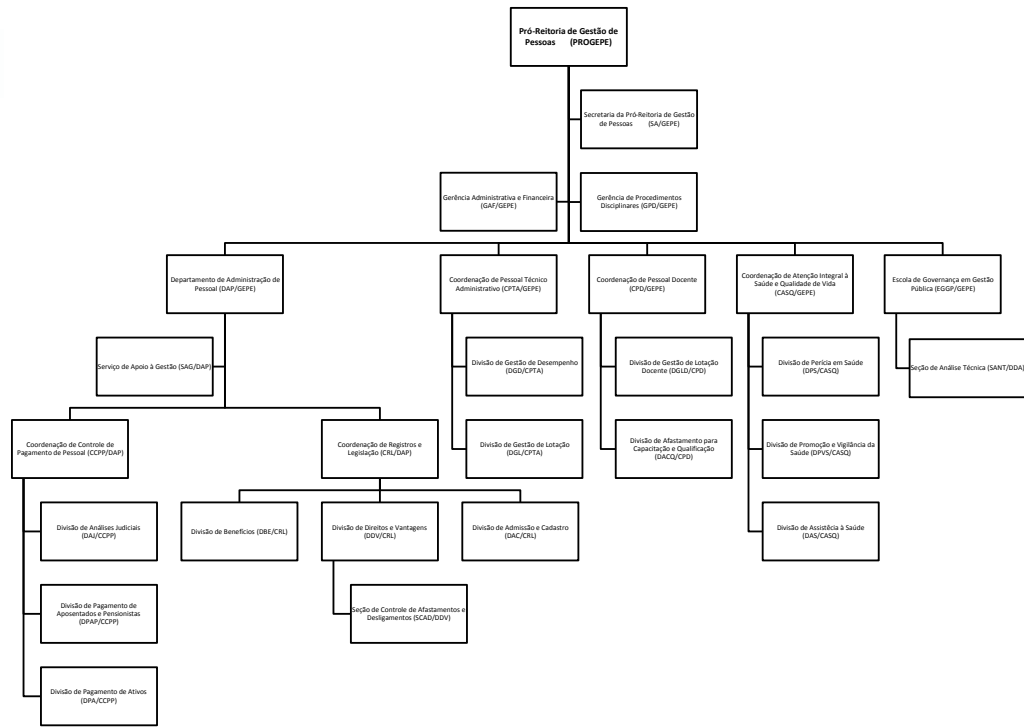 Pró-Reitoria de Gestão de
Pessoas (PROGEPE)
Secretaria da Pró-Reitoria de Gestão
de Pessoas (SA/GEPE)
Gerência Administrativa e Financeira
(GAF/GEPE)
Gerência de Procedimentos
Disciplinares (GPD/GEPE)
Departamento de Administração de
Pessoal (DAP/GEPE)
Coordenação de Pessoal Técnico
Administrativo (CPTA/GEPE)
Coordenação de Pessoal Docente
(CPD/GEPE)
Coordenação de Atenção Integral à
Saúde e Qualidade de Vida
(CASQ/GEPE)
Escola de Governança em Gestão
Pública (EGGP/GEPE)
Serviço de Apoio à Gestão (SAG/DAP)
Divisão de Gestão de Desempenho
(DGD/CPTA)
Divisão de Gestão de Lotação
Docente (DGLD/CPD)
Divisão de Perícia em Saúde
(DPS/CASQ)
Seção de Análise Técnica (SANT/DDA)
Coordenação de Controle de
Pagamento de Pessoal (CCPP/DAP)
Coordenação de Registros e
Legislação (CRL/DAP)
Divisão de Gestão de Lotação
(DGL/CPTA)
Divisão de Afastamento para
Capacitação e Qualificação
(DACQ/CPD)
Divisão de Promoção e Vigilância da
Saúde (DPVS/CASQ)
Divisão de Análises Judiciais
(DAJ/CCPP)
Divisão de Benefícios (DBE/CRL)
Divisão de Direitos e Vantagens
(DDV/CRL)
Divisão de Admissão e Cadastro
(DAC/CRL)
Divisão de Assistêcia à Saúde
(DAS/CASQ)
Divisão de Pagamento de
Aposentados e Pensionistas
(DPAP/CCPP)
Seção de Controle de Afastamentos e
Desligamentos (SCAD/DDV)
Divisão de Pagamento de Ativos
(DPA/CCPP)